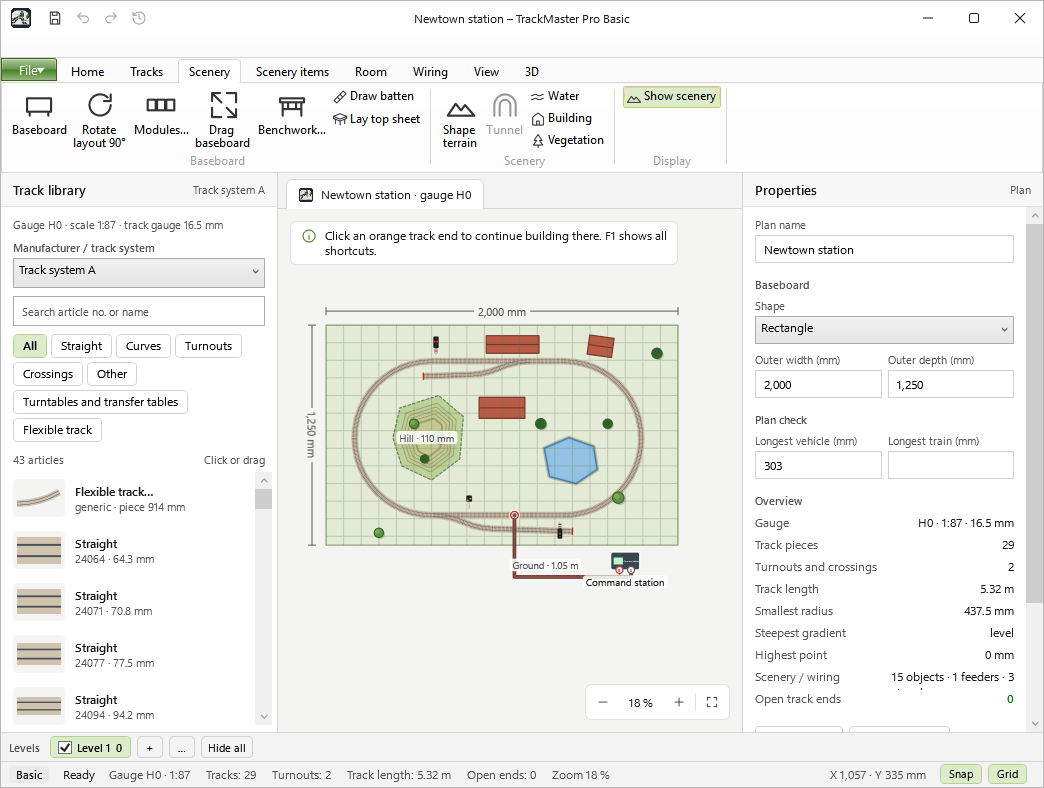 Newtown station – TrackMaster Pro Basic
File▾
Home
Tracks
Scenery
Scenery items
Room
Wiring
View
3D
Baseboard
Rotate
layout 90°
Modules...
Drag
baseboard
Benchwork...
Draw batten
Lay top sheet
Baseboard
Shape
terrain
Tunnel
Water
Building
Vegetation
Scenery
Show scenery
Display
Track library
Track system A
Gauge H0 · scale 1:87 · track gauge 16.5 mm
Manufacturer / track system
Track system A
Search article no. or name
All
Straight
Curves
Turnouts
Crossings
Other
Turntables and transfer tables
Flexible track
43 articles
Click or drag
Flexible track...
generic · piece 914 mm
Straight
24064 · 64.3 mm
Straight
24071 · 70.8 mm
Straight
24077 · 77.5 mm
Straight
24094 · 94.2 mm
Newtown station · gauge H0
Click an orange track end to continue building there. F1 shows all
shortcuts.
2,000 mm
1,250 mm
Hill · 110 mm
Ground · 1.05 m
Command station
18 %
Properties
Plan
Plan name
Newtown station
Baseboard
Shape
Rectangle
Outer width (mm)
Outer depth (mm)
2,000
1,250
Plan check
Longest vehicle (mm)
Longest train (mm)
303
Overview
Gauge
H0 · 1:87 · 16.5 mm
Track pieces
29
Turnouts and crossings
2
Track length
5.32 m
Smallest radius
437.5 mm
Steepest gradient
level
Highest point
0 mm
Scenery / wiring
15 objects · 1 feeders · 3
Open track ends
0
Levels
Level 1 0
+
...
Hide all
Basic
Ready
Gauge H0 · 1:87
Tracks: 29
Turnouts: 2
Track length: 5.32 m
Open ends: 0
Zoom 18 %
X 1,057 · Y 335 mm
Snap
Grid